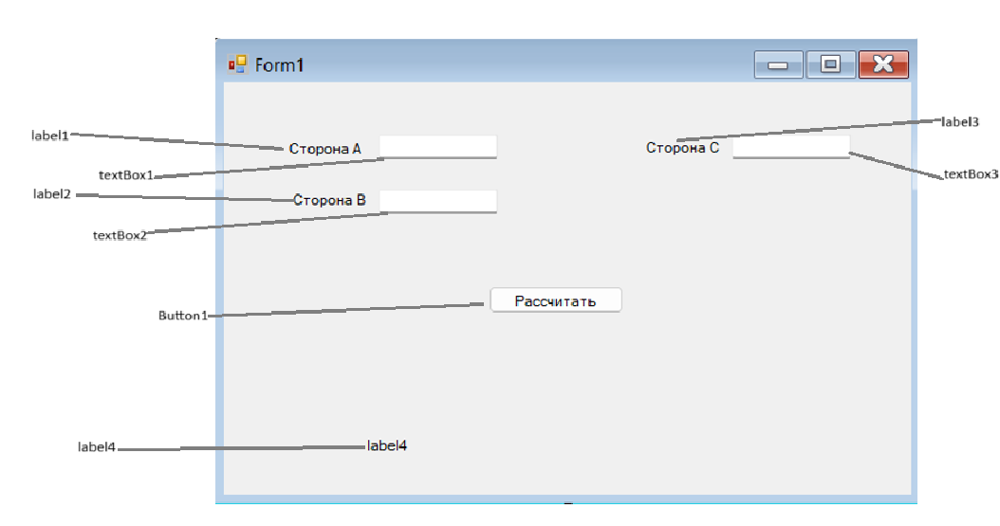 Form1
label1
label3
Сторона A
Сторона C
textBox1
textBox3
label2
Сторона B
textBox2
Рассчитать
Button1
label4
label4